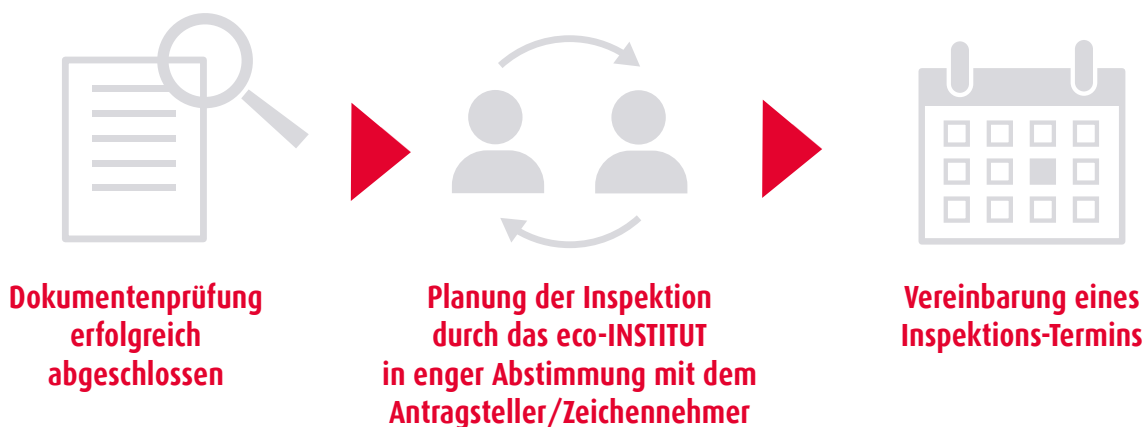 Dokumentenprüfung
erfolgreich
abgeschlossen
Planung der Inspektion
durch das eco-INSTITUT
in enger Abstimmung mit dem
Antragsteller/Zeichennehmer
Vereinbarung eines
Inspektions-Termins